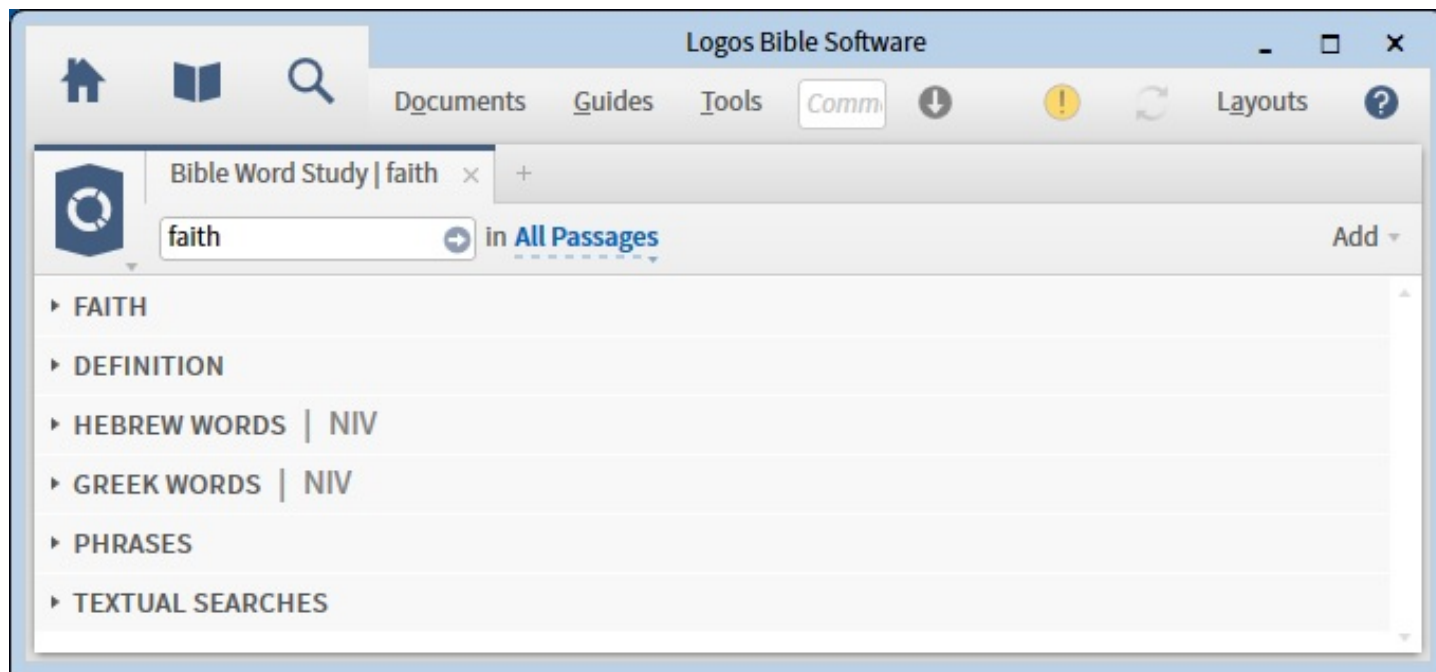 Logos Bible Software
Documents Guides Tools Comm Layouts
Bible Word Study | faith
faith in All Passages Add
FAITH
DEFINITION
HEBREW WORDS | NIV
GREEK WORDS | NIV
PHRASES
TEXTUAL SEARCHES